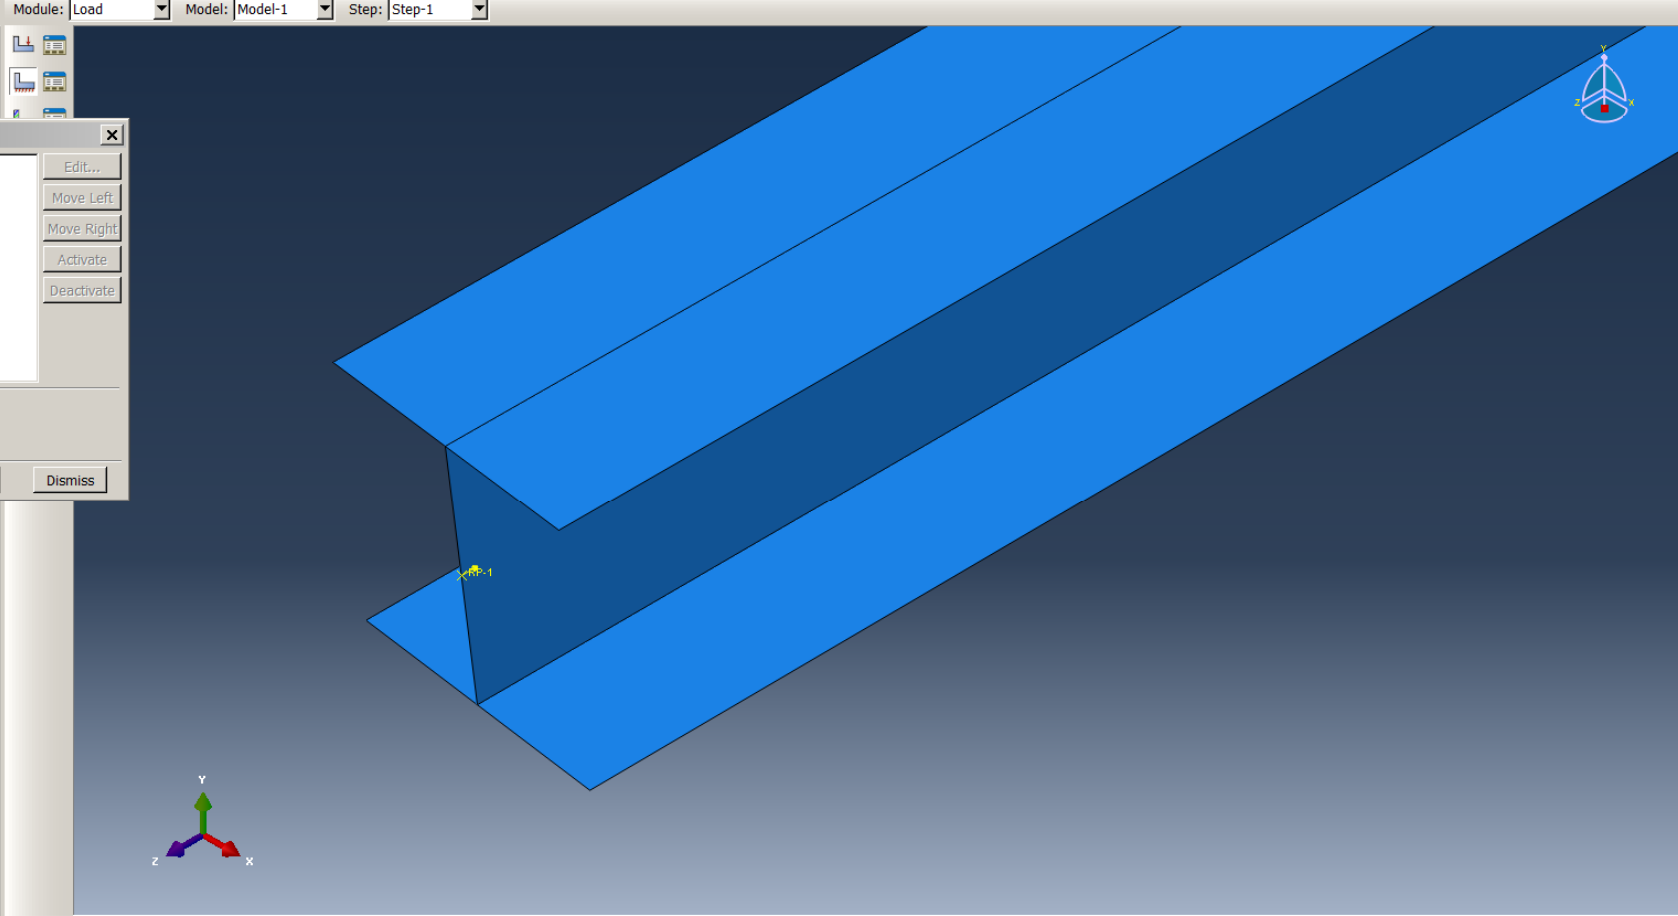 Module: Load Model: Model-1 Step: Step-1
Y
Z X
Edit...
Move Left
Move Right
Activate
Deactivate
Dismiss
RP-1
Y
Z X